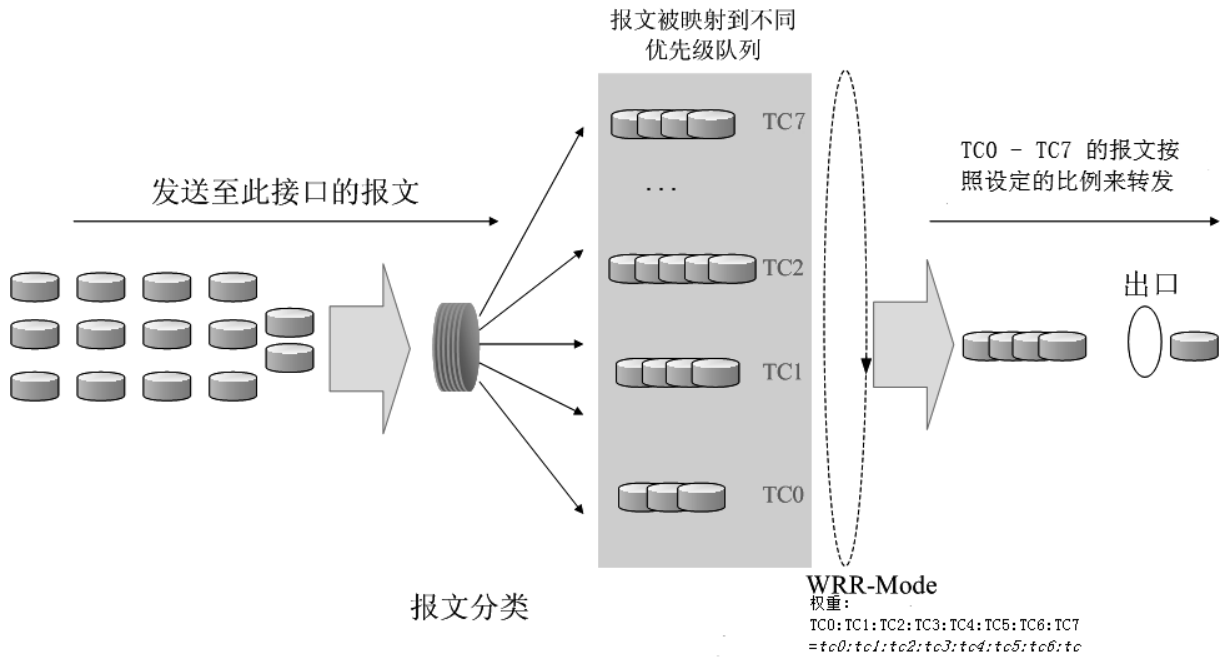 报文被映射到不同
优先级队列
TC7
...
TC2
TC1
TC0
发送至此接口的报文
TC0 - TC7 的报文按
照设定的比例来转发
出口
报文分类
WRR-Mode
权重：
TC0:TC1:TC2:TC3:TC4:TC5:TC6:TC7
=tc0:tc1:tc2:tc3:tc4:tc5:tc6:tc